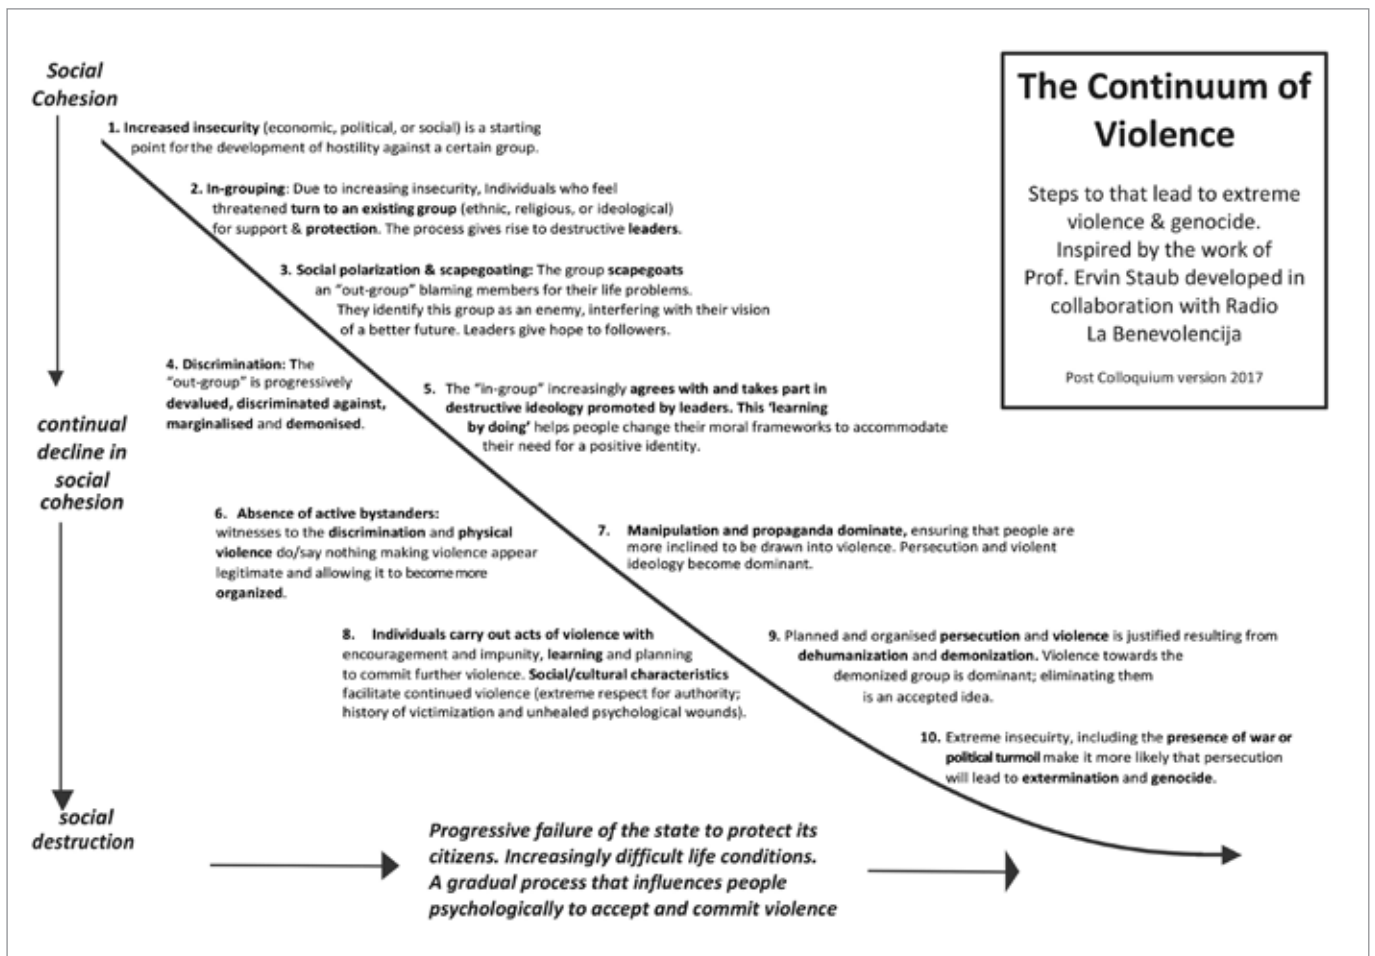 Social
Cohesion
The Continuum of
Violence
Steps to that lead to extreme
violence & genocide.
Inspired by the work of
Prof. Ervin Staub developed in
collaboration with Radio
La Benevolencija
Post Colloquium version 2017
1. Increased insecurity (economic, political, or social) is a starting
point for the development of hostility against a certain group.
2. In-grouping: Due to increasing insecurity, Individuals who feel
threatened turn to an existing group (ethnic, religious, or ideological)
for support & protection. The process gives rise to destructive leaders.
3. Social polarization & scapegoating: The group scapegoats
an "out-group" blaming members for their life problems.
They identify this group as an enemy, interfering with their vision
of a better future. Leaders give hope to followers.
4. Discrimination: The
"out-group" is progressively
devalued, discriminated against,
marginalised and demonised.
5. The "in-group" increasingly agrees with and takes part in
destructive ideology promoted by leaders. This 'learning
by doing' helps people change their moral frameworks to accommodate
their need for a positive identity.
continual
decline in
social
cohesion
6. Absence of active bystanders:
witnesses to the discrimination and physical
violence do/say nothing making violence appear
legitimate and allowing it to become more
organized.
7. Manipulation and propaganda dominate, ensuring that people are
more inclined to be drawn into violence. Persecution and violent
ideology become dominant.
8. Individuals carry out acts of violence with
encouragement and impunity, learning and planning
to commit further violence. Social/cultural characteristics
facilitate continued violence (extreme respect for authority;
history of victimization and unhealed psychological wounds).
9. Planned and organised persecution and violence is justified resulting from
dehumanization and demonization. Violence towards the
demonized group is dominant; eliminating them
is an accepted idea.
10. Extreme insecuirty, including the presence of war or
political turmoil make it more likely that persecution
will lead to extermination and genocide.
social
destruction
Progressive failure of the state to protect its
citizens. Increasingly difficult life conditions.
A gradual process that influences people
psychologically to accept and commit violence